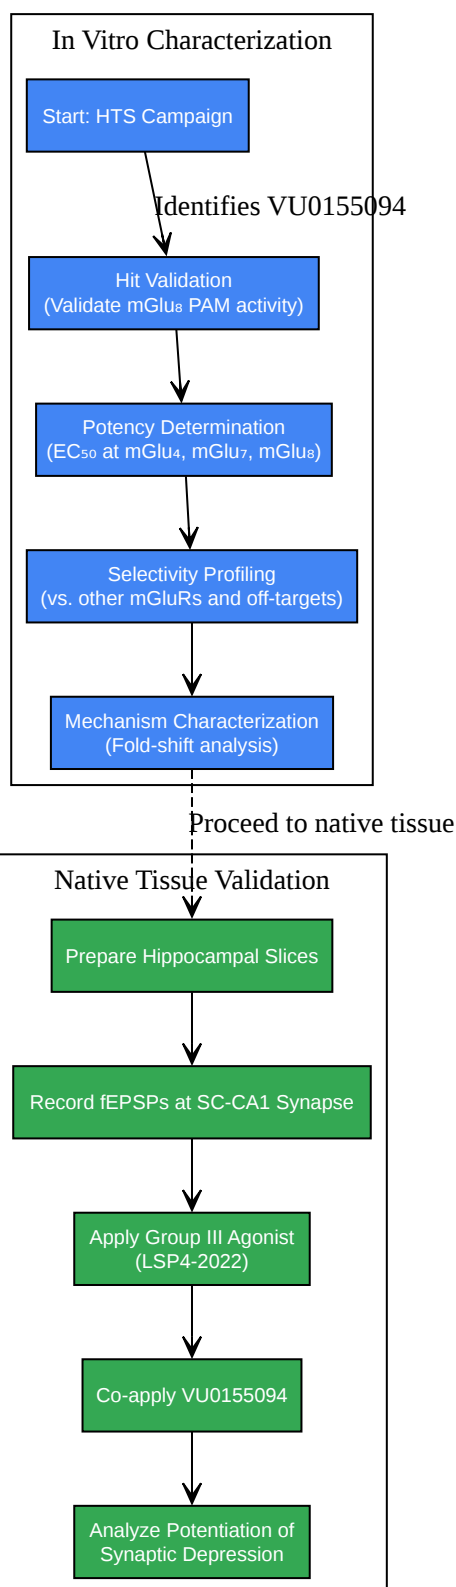 In Vitro Characterization
Start: HTS Campaign
Identifies VU0155094
Hit Validation
(Validate mGlu₈ PAM activity)
Potency Determination
(EC₅₀ at mGlu₄, mGlu₇, mGlu₈)
Selectivity Profiling
(vs. other mGluRs and off-targets)
Mechanism Characterization
(Fold-shift analysis)
Proceed to native tissue
Native Tissue Validation
Prepare Hippocampal Slices
Record fEPSPs at SC-CA1 Synapse
Apply Group III Agonist
(LSP4-2022)
Co-apply VU0155094
Analyze Potentiation of
Synaptic Depression